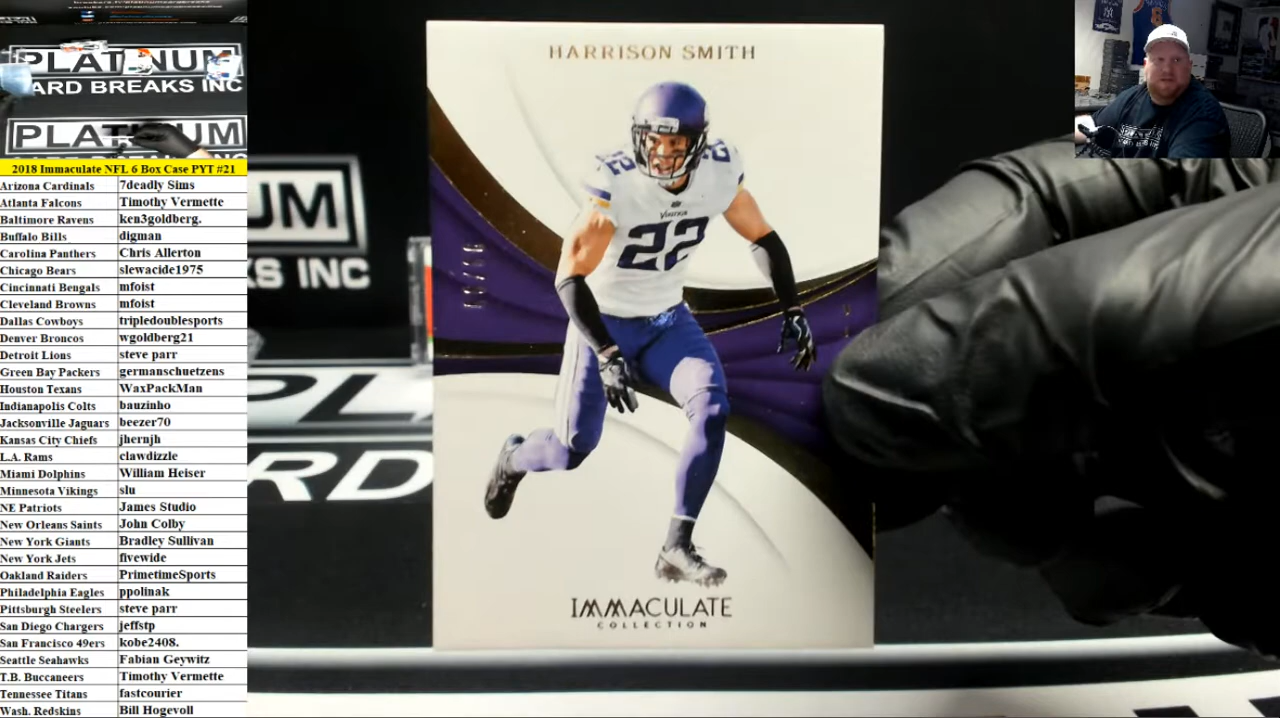 PLATINUM
CARD BREAKS INC
PLATINUM
2018 Immaculate NFL 6 Box Case PYT #21
Arizona Cardinals 7deadly Sims
Atlanta Falcons Timothy Vermette
Baltimore Ravens ken3goldberg.
Buffalo Bills digman
Carolina Panthers Chris Allerton
Chicago Bears slewacide1975
Cincinnati Bengals mfoist
Cleveland Browns mfoist
Dallas Cowboys tripledoublesports
Denver Broncos wgoldberg21
Detroit Lions steve parr
Green Bay Packers germanschuetzens
Houston Texans WaxPackMan
Indianapolis Colts bauzinho
Jacksonville Jaguars beezer70
Kansas City Chiefs jhernjh
L.A. Rams clawdizzle
Miami Dolphins William Heiser
Minnesota Vikings slu
NE Patriots James Studio
New Orleans Saints John Colby
New York Giants Bradley Sullivan
New York Jets fivewide
Oakland Raiders PrimetimeSports
Philadelphia Eagles ppolinak
Pittsburgh Steelers steve parr
San Diego Chargers jeffstp
San Francisco 49ers kobe2408.
Seattle Seahawks Fabian Geywitz
T.B. Buccaneers Timothy Vermette
Tennessee Titans fastcourier
Wash. Redskins Bill Hogevoll
HARRISON SMITH
22
22
VIKINGS
22
IMMACULATE
COLLECTION
UM
KS INC
PL
RD